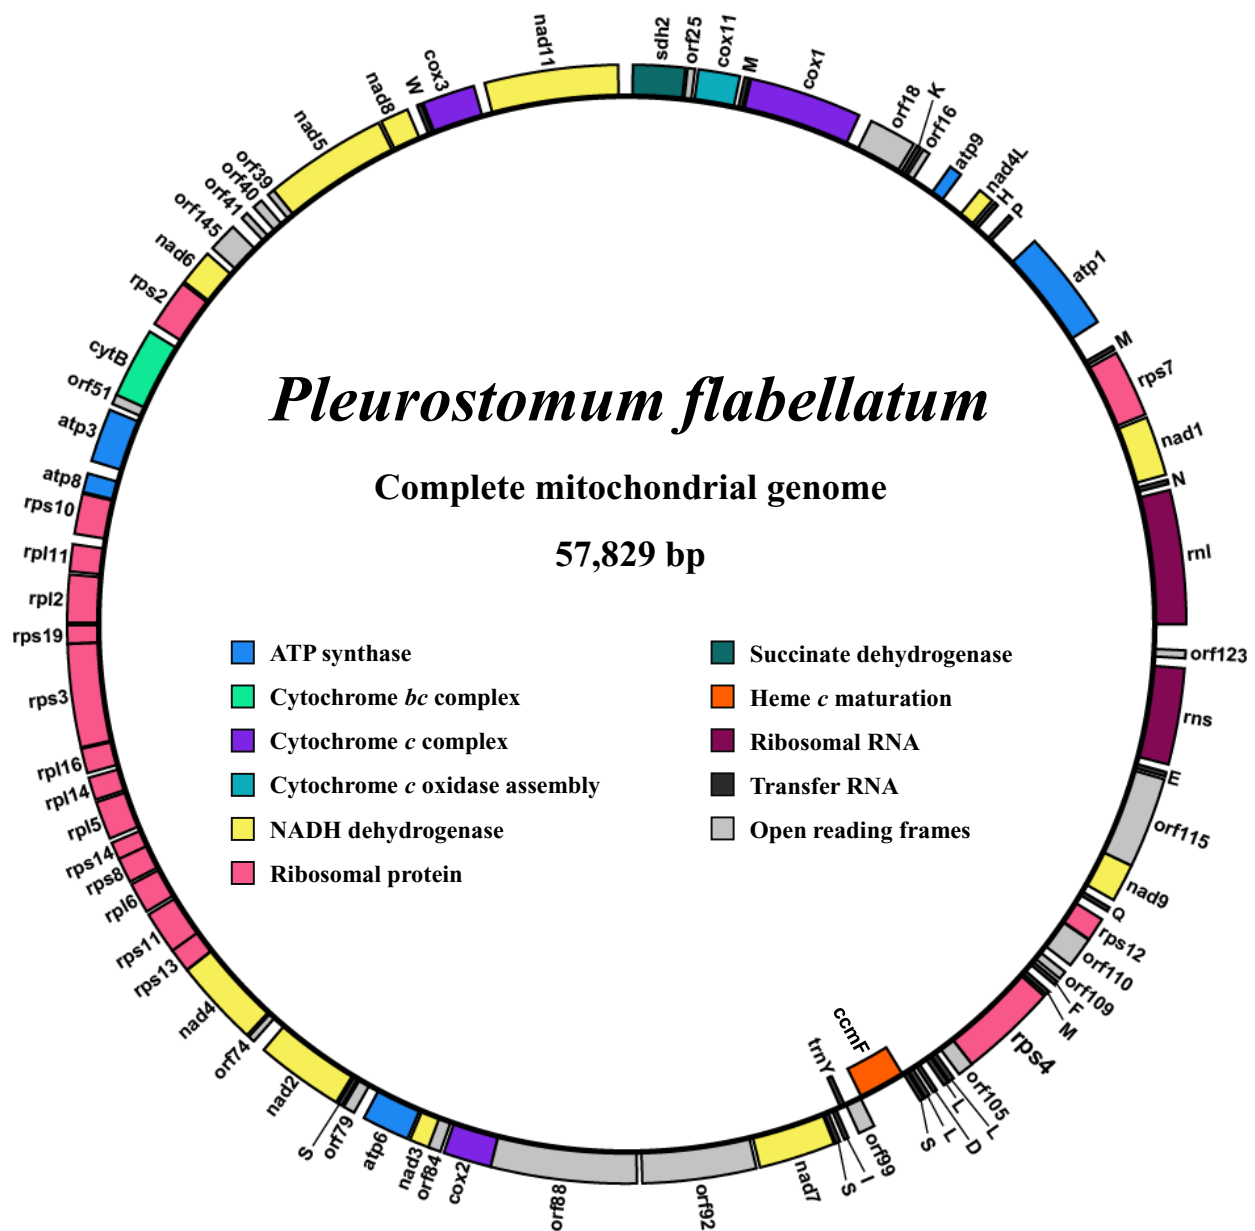 Pleurostomum flabellatum
Complete mitochondrial genome
57,829 bp
ATP synthase
Cytochrome bc complex
Cytochrome c complex
Cytochrome c oxidase assembly
NADH dehydrogenase
Ribosomal protein
Succinate dehydrogenase
Heme c maturation
Ribosomal RNA
Transfer RNA
Open reading frames
sdh2
orf25
cox11
M
cox1
orf18
K
orf16
atp9
nad4L
H
P
atp1
M
rps7
nad1
N
rnl
orf123
rns
E
orf115
nad9
Q
rps12
orf110
orf109
F
M
rps4
orf105
L
L
D
L
S
ccmF
orf99
trnY
I
S
nad7
orf92
orf88
cox2
orf84
nad3
atp6
orf79
S
nad2
orf74
nad4
rps13
rps11
rpl6
rps8
rps14
rpl5
rpl14
rpl16
rps3
rps19
rpl2
rpl11
rps10
atp8
atp3
orf51
cytB
rps2
nad6
orf145
orf41
orf40
orf39
nad5
nad8
W
cox3
nad11